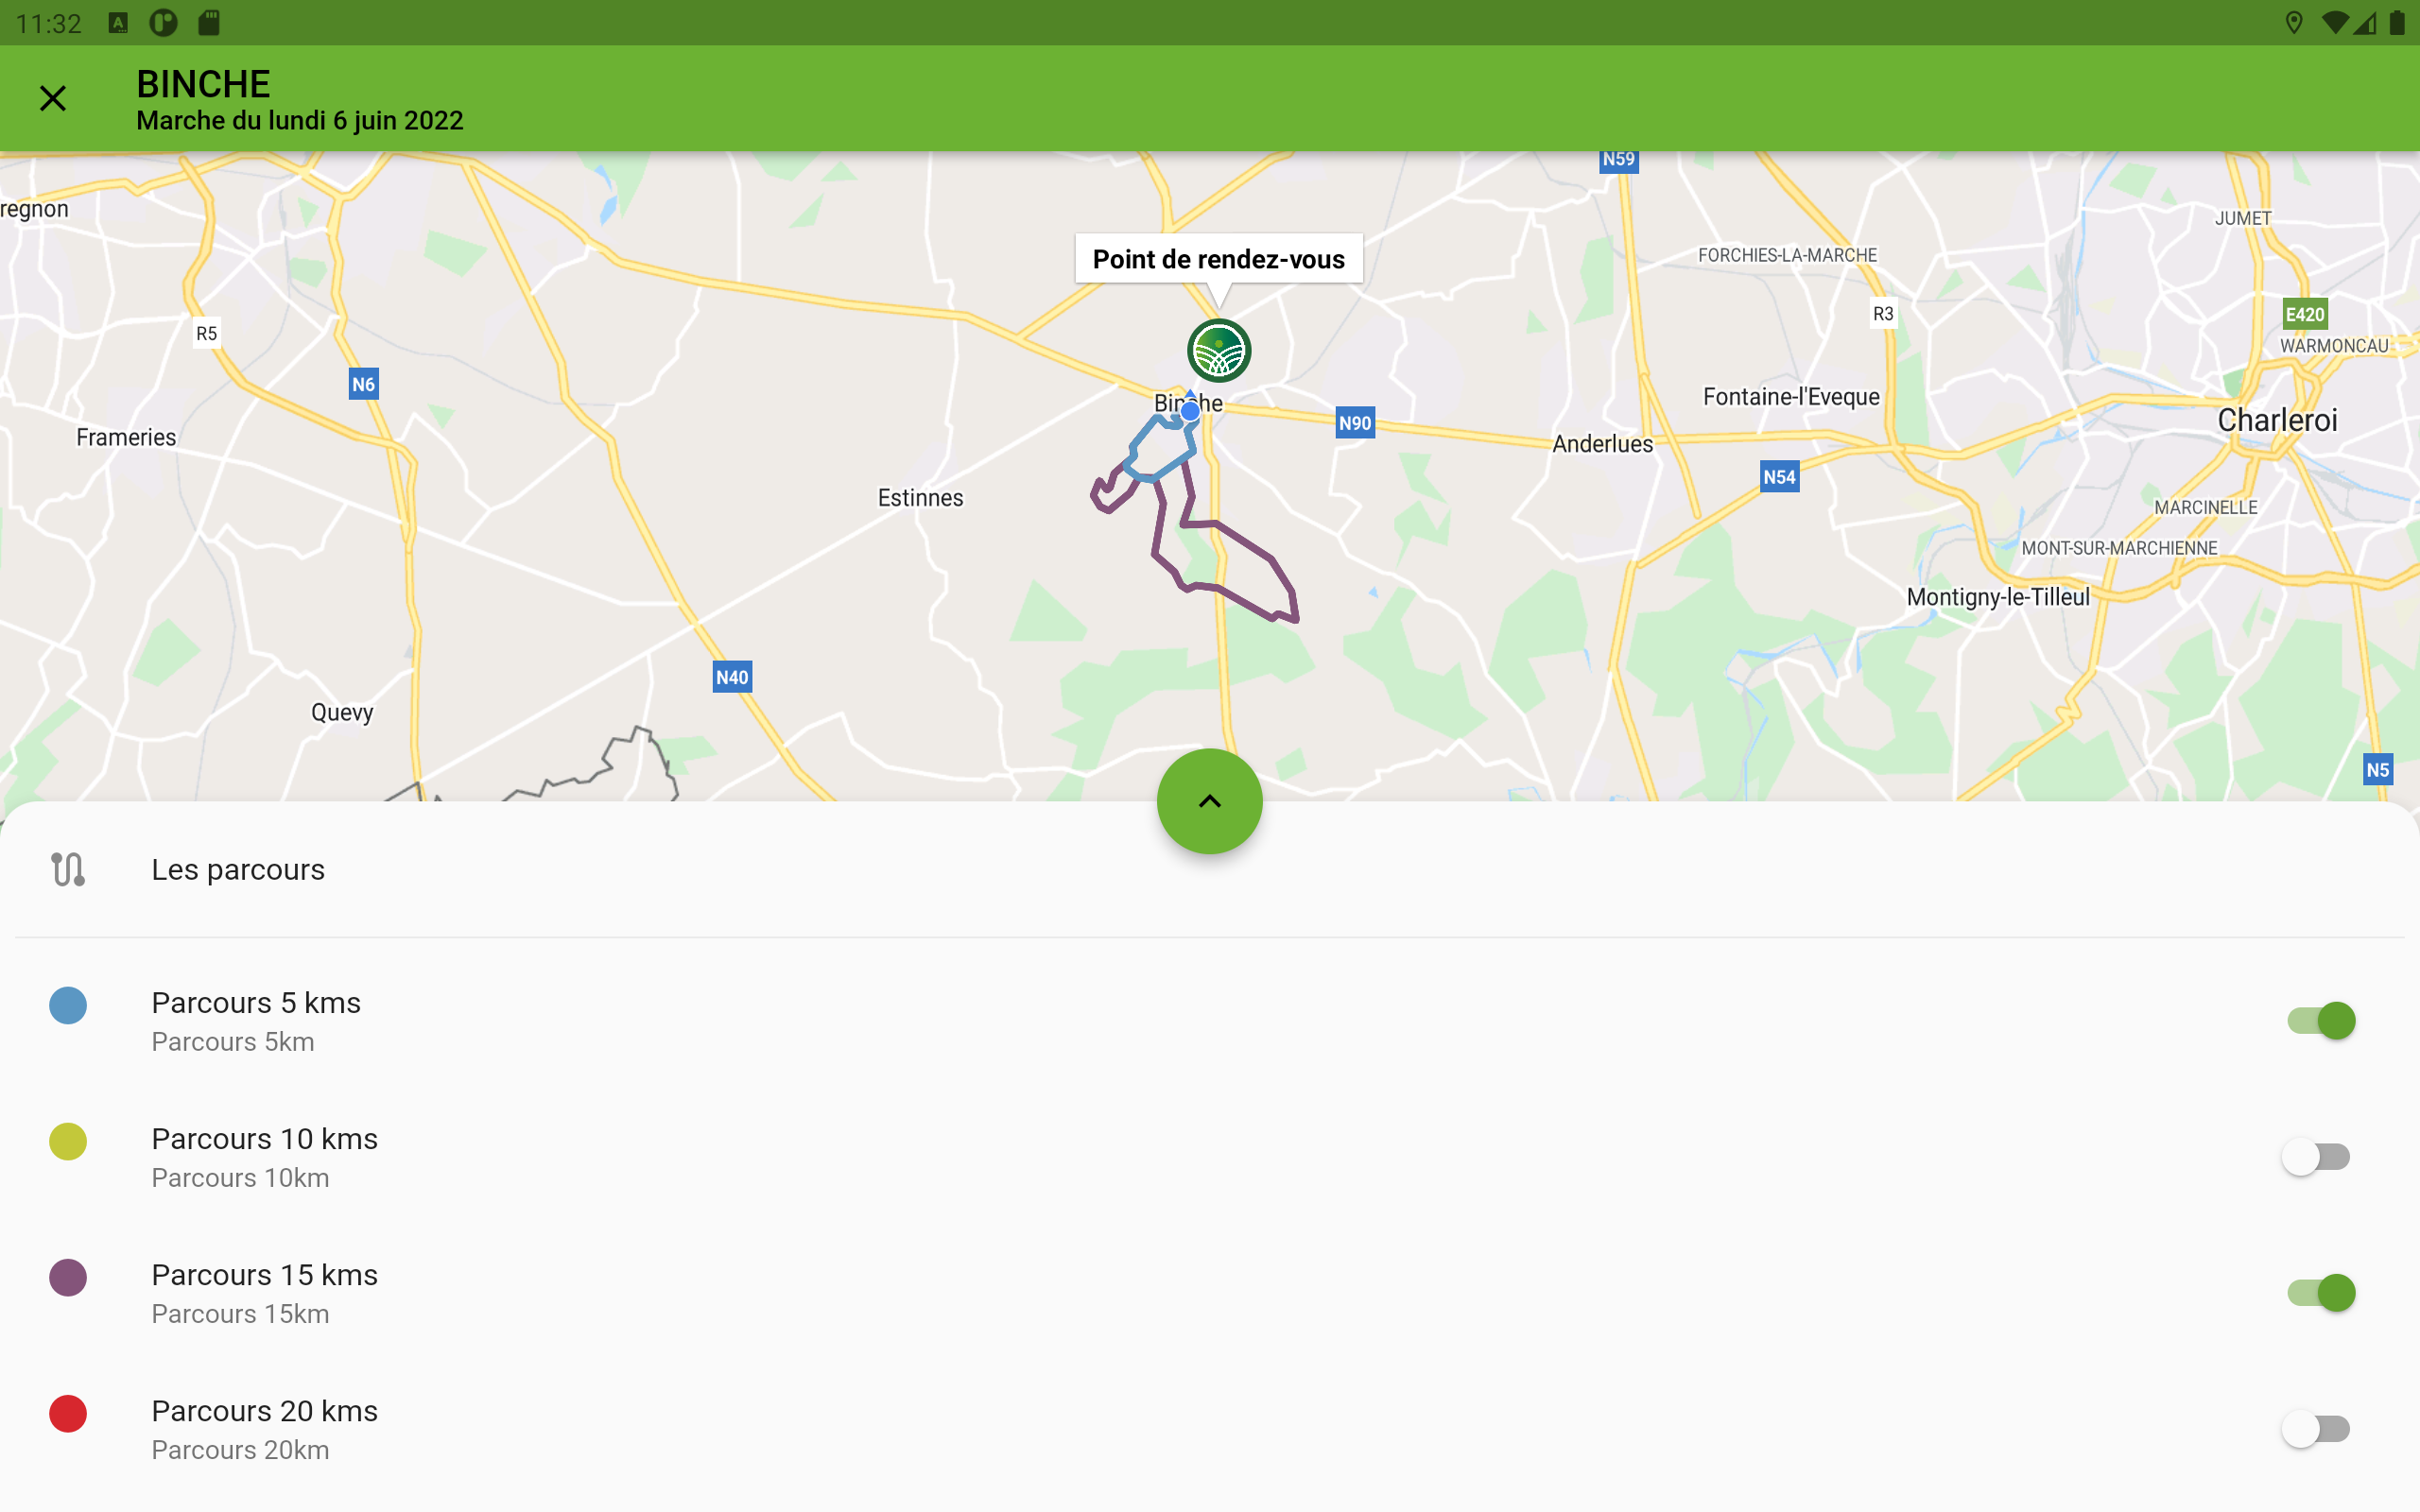 11:32
BINCHE
Marche du lundi 6 juin 2022
N59
regnon
JUMET
FORCHIES-LA-MARCHE
Point de rendez-vous
R5
R3
E420
WARMONCAU
N6
Fontaine-l'Eveque
Binche
N90
Charleroi
Frameries
Anderlues
N54
Estinnes
MARCINELLE
MONT-SUR-MARCHIENNE
Montigny-le-Tilleul
N40
Quevy
N5
Les parcours
Parcours 5 kms
Parcours 5km
Parcours 10 kms
Parcours 10km
Parcours 15 kms
Parcours 15km
Parcours 20 kms
Parcours 20km